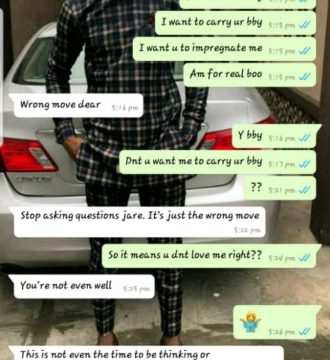 5:15 pm
I want to carry ur bby 5:15 pm
I want u to impregnate me 5:15 pm
Am for real boo 5:15 pm
Wrong move dear 5:16 pm
Y bby 5:16 pm
Dnt u want me to carry ur bby 5:17 pm
?? 5:21 pm
Stop asking questions jare. It's just the wrong move
5:22 pm
So it means u dnt love me right?? 5:24 pm
You're not even well 5:25 pm
5:26 pm
This is not even the time to be thinking or